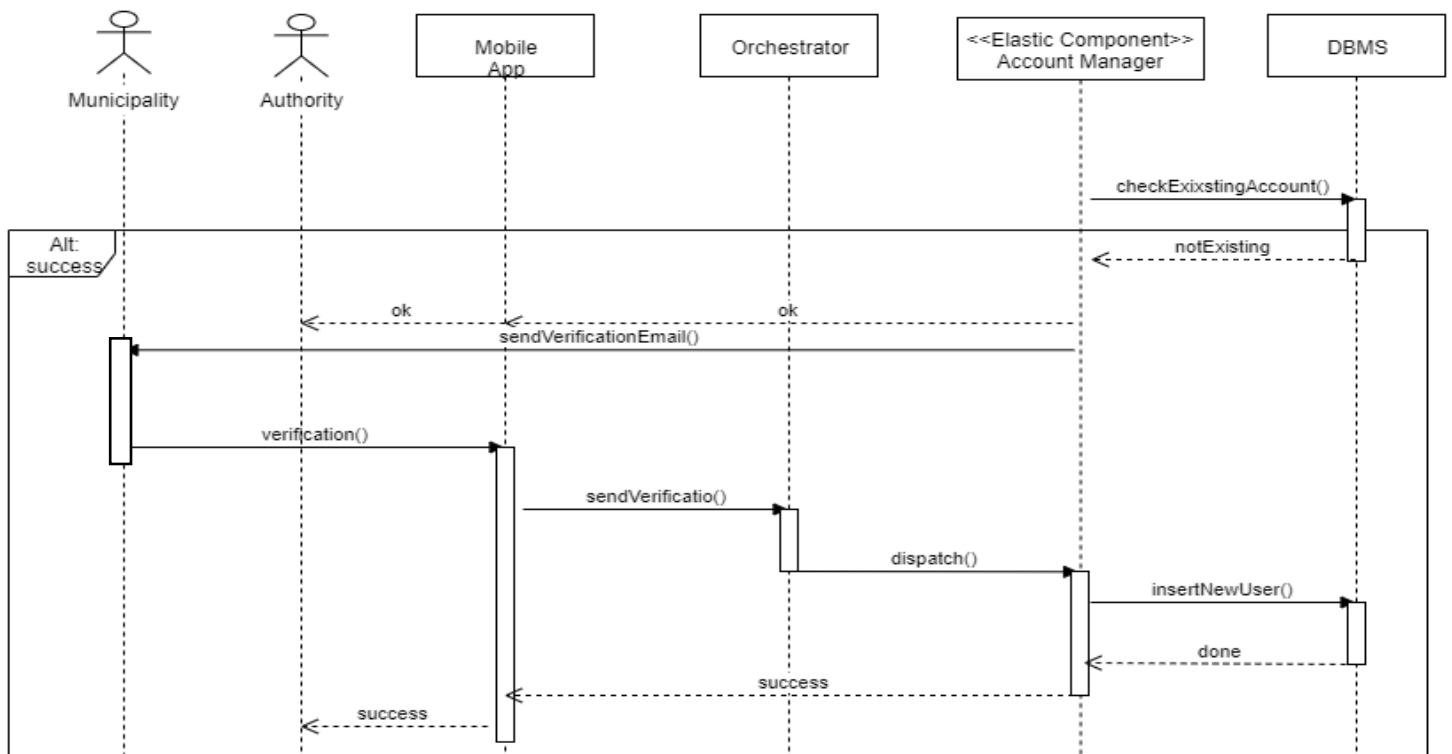 Municipality
Authority
Mobile
App
Orchestrator
<<Elastic Component>>
Account Manager
DBMS
checkExixstingAccount()
Alt:
success
notExisting
ok
ok
sendVerificationEmail()
verification()
sendVerificatio()
dispatch()
insertNewUser()
done
success
success